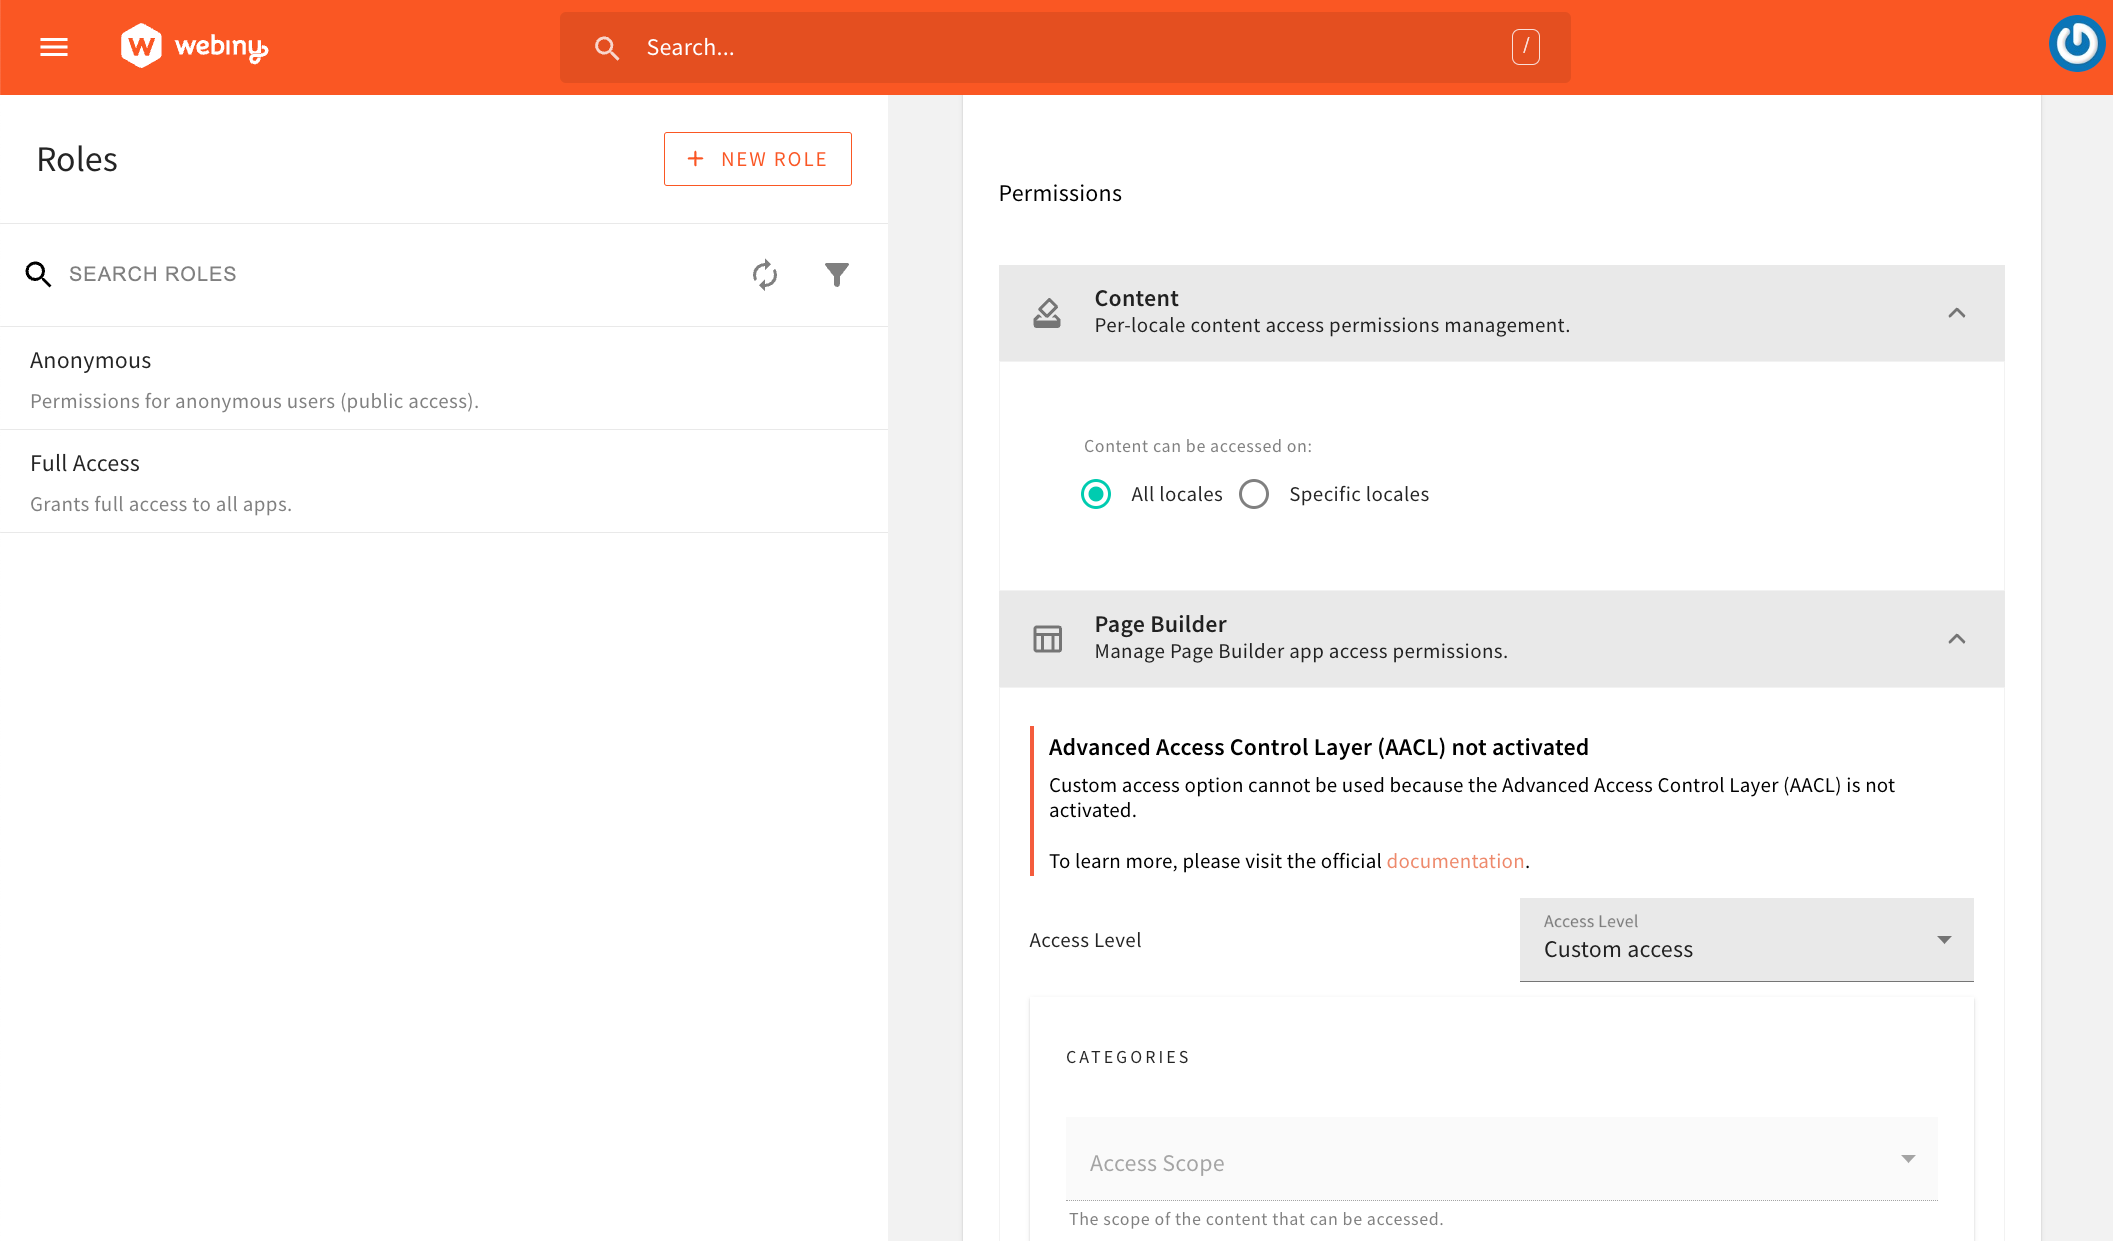 webiny
Search...
/
Roles
+ NEW ROLE
SEARCH ROLES
Anonymous
Permissions for anonymous users (public access).
Full Access
Grants full access to all apps.
Permissions
Content
Per-locale content access permissions management.
Content can be accessed on:
All locales Specific locales
Page Builder
Manage Page Builder app access permissions.
Advanced Access Control Layer (AACL) not activated
Custom access option cannot be used because the Advanced Access Control Layer (AACL) is not
activated.
To learn more, please visit the official documentation.
Access Level
Access Level
Custom access
CATEGORIES
Access Scope
The scope of the content that can be accessed.